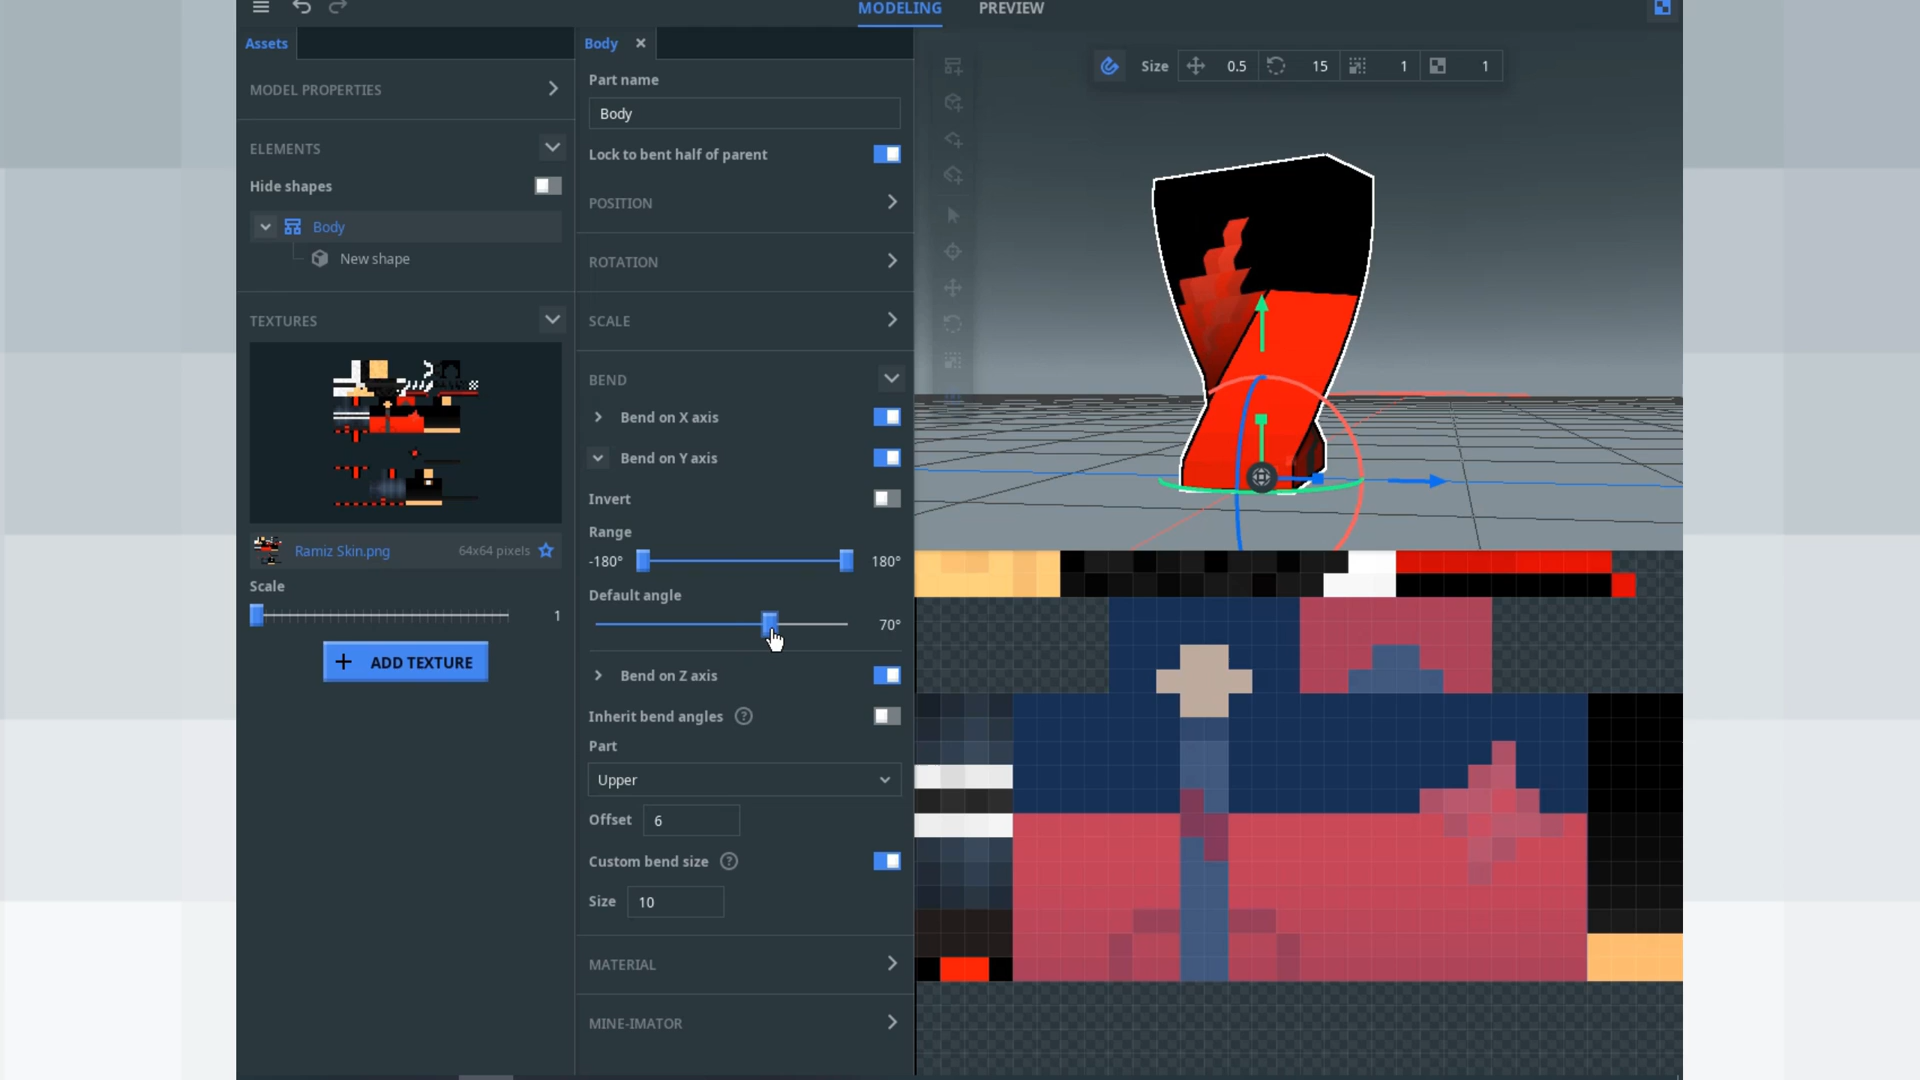 MODELING
PREVIEW
Assets
MODEL PROPERTIES
ELEMENTS
Hide shapes
Body
New shape
TEXTURES
Ramiz Skin.png
64x64 pixels
Scale
1
+ ADD TEXTURE
Body
Part name
Body
Lock to bent half of parent
POSITION
ROTATION
SCALE
BEND
Bend on X axis
Bend on Y axis
Invert
Range
-180°
180°
Default angle
70°
Bend on Z axis
Inherit bend angles ?
Part
Upper
Offset 6
Custom bend size ?
Size 10
MATERIAL
MINE-IMATOR
Size 0.5 15 1 1